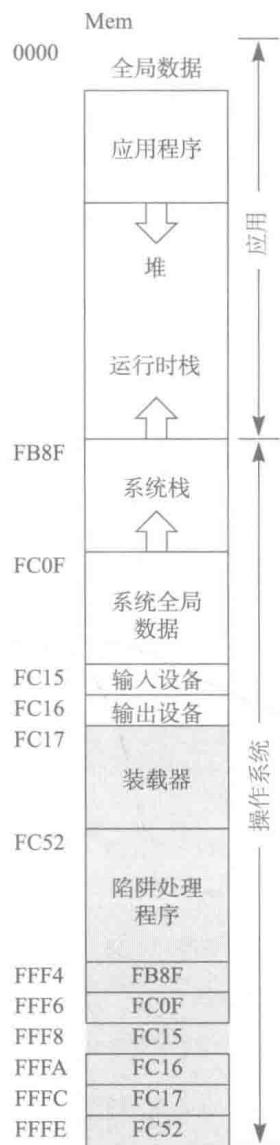 Mem
0000
全局数据
应用程序
堆
运行时栈
应用
FB8F
系统栈
FC0F
系统全局
数据
FC15
输入设备
FC16
输出设备
FC17
装载器
FC52
陷阱处理
程序
操作系统
FFF4
FB8F
FFF6
FC0F
FFF8
FC15
FFFA
FC16
FFFC
FC17
FFFE
FC52